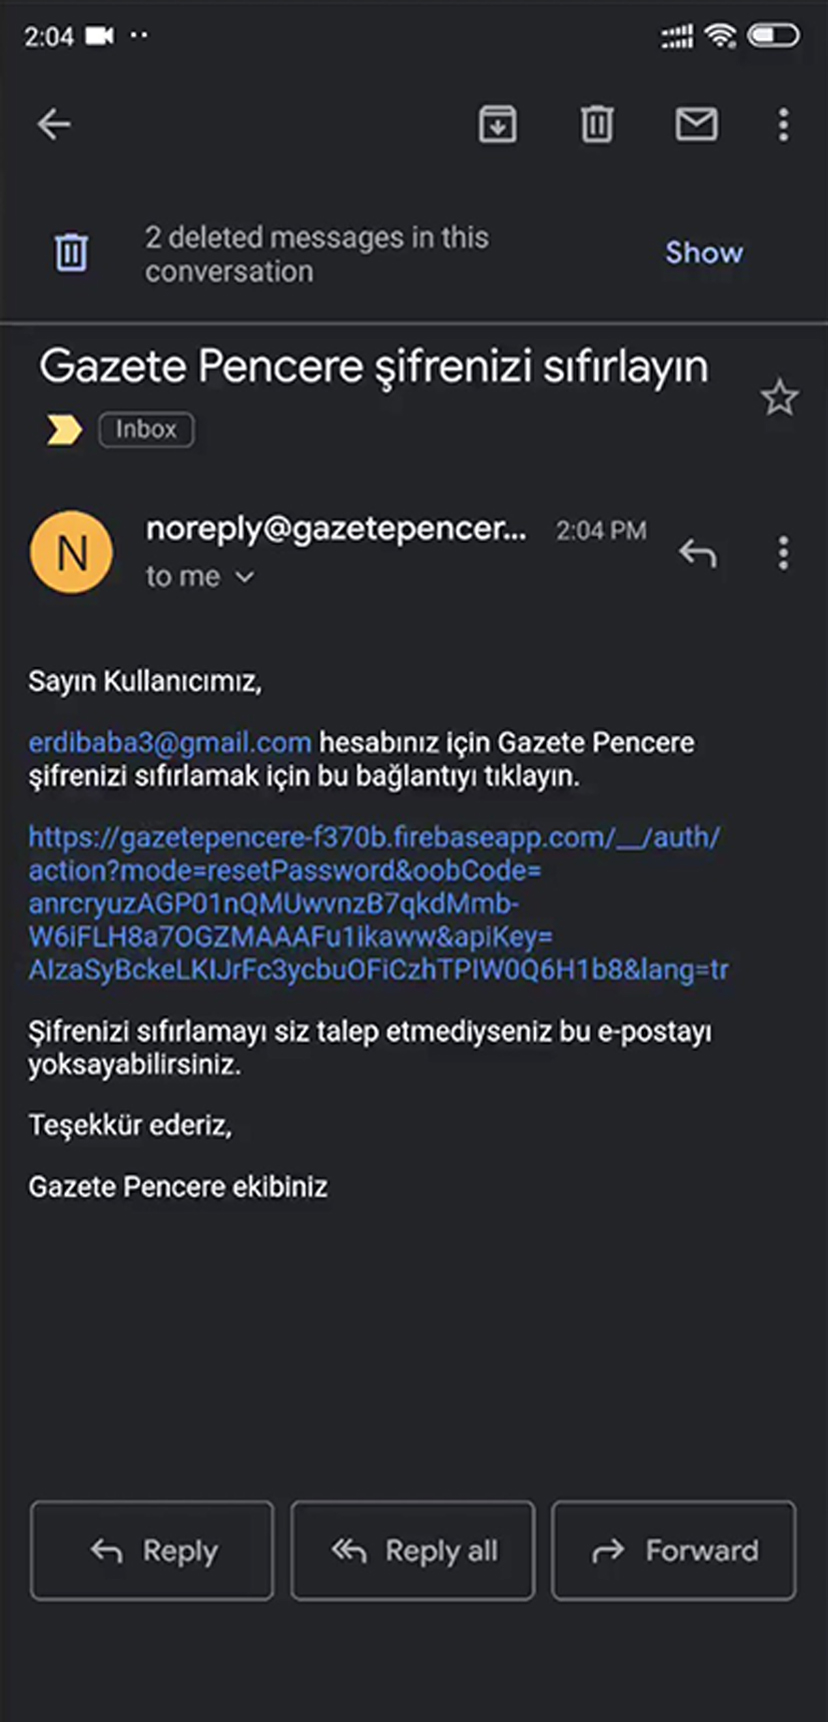 2:04
2 deleted messages in this
conversation
Show
Gazete Pencere şifrenizi sıfırlayın
Inbox
N
noreply@gazetepencer...
2:04 PM
to me
Sayın Kullanıcımız,
erdibaba3@gmail.com hesabınız için Gazete Pencere
şifrenizi sıfırlamak için bu bağlantıyı tıklayın.
https://gazetepencere-f370b.firebaseapp.com/__/auth/
action?mode=resetPassword&oobCode=
anrcryuzAGP01nQMUwvnzB7qkdMmb-
W6iFLH8a7OGZMAAAFu1ikaww&apiKey=
AIzaSyBckeLKIJrFc3ycbuOFiCzhTPIW0Q6H1b8&lang=tr
Şifrenizi sıfırlamayı siz talep etmediyseniz bu e-postayı
yoksayabilirsiniz.
Teşekkür ederiz,
Gazete Pencere ekibiniz
Reply
Reply all
Forward